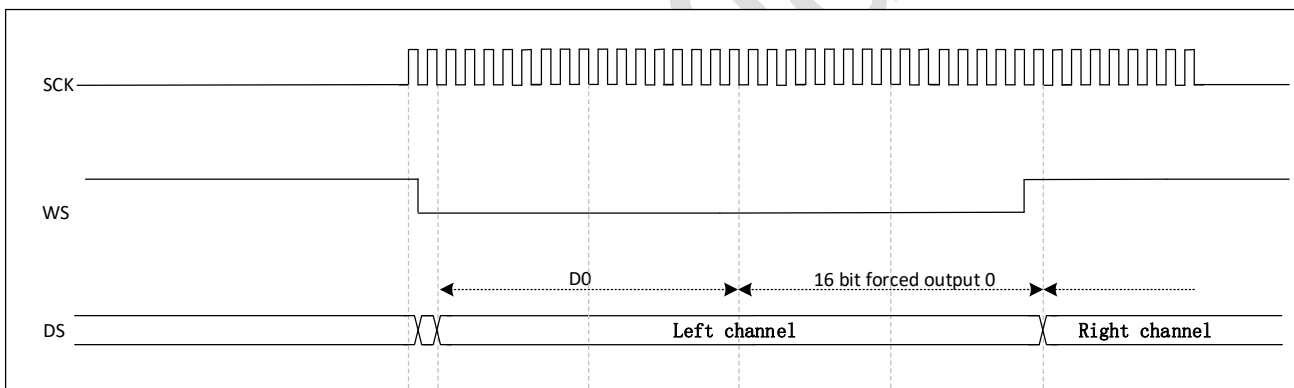 SCK
WS
D0
16 bit forced output 0
DS
Left channel
Right channel